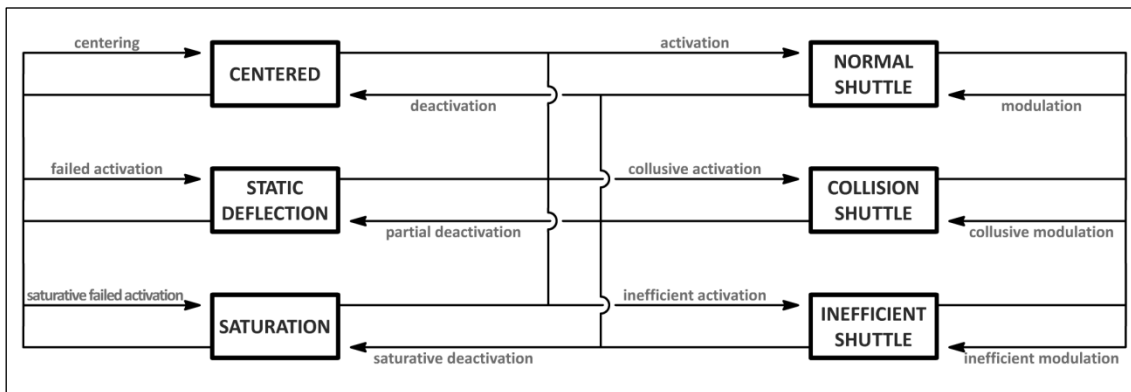 centering
CENTERED
activation
NORMAL
SHUTTLE
deactivation
modulation
failed activation
STATIC
DEFLECTION
collusive activation
COLLISION
SHUTTLE
partial deactivation
collusive modulation
saturative failed activation
SATURATION
inefficient activation
INEFFICIENT
SHUTTLE
saturative deactivation
inefficient modulation